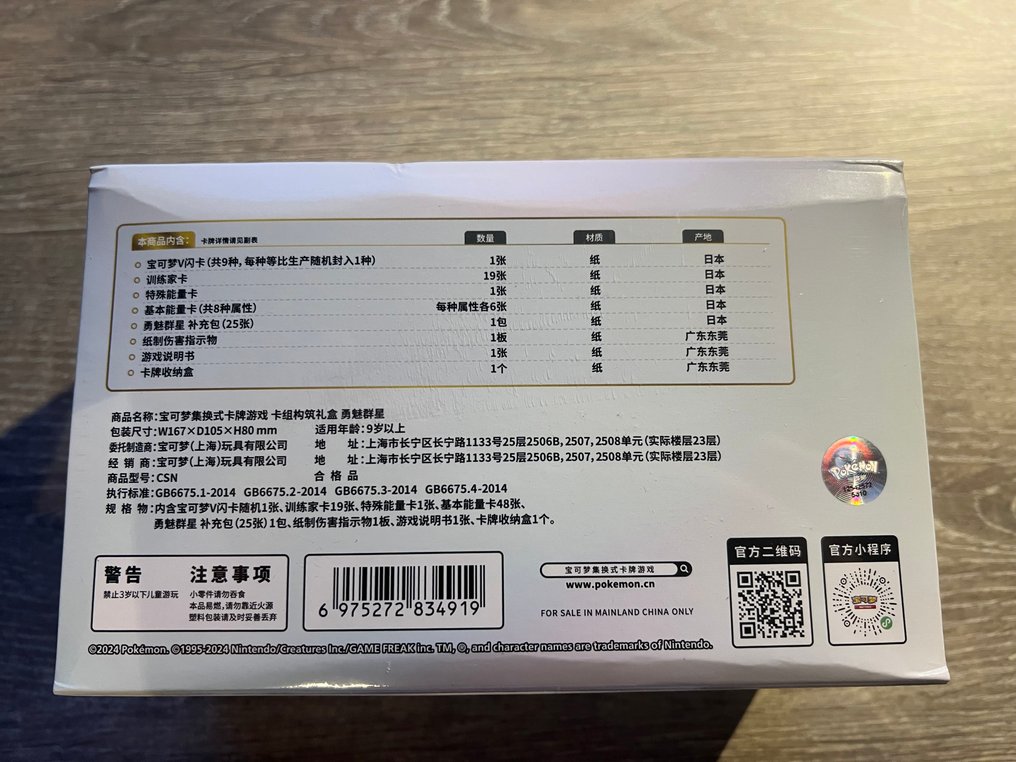 本商品内含: 卡牌详情请见副表 数量 材质 产地
宝可梦V闪卡(共9种, 每种等比生产随机封入1种) 1张 纸 日本
训练家卡 19张 纸 日本
特殊能量卡 1张 纸 日本
基本能量卡(共8种属性) 每种属性各6张 纸 日本
勇魅群星 补充包(25张) 1包 纸 日本
纸制伤害指示物 1板 纸 广东东莞
游戏说明书 1张 纸 广东东莞
卡牌收纳盒 1个 纸 广东东莞
商品名称: 宝可梦集换式卡牌游戏 卡组构筑礼盒 勇魅群星
包装尺寸: W167×D105×H80 mm 适用年龄: 9岁以上
委托制造商: 宝可梦(上海)玩具有限公司 地 址: 上海市长宁区长宁路1133号25层2506B, 2507, 2508单元(实际楼层23层)
经 销 商: 宝可梦(上海)玩具有限公司 地 址: 上海市长宁区长宁路1133号25层2506B, 2507, 2508单元(实际楼层23层)
商品型号: CSN 合 格 品
执行标准: GB6675.1-2014 GB6675.2-2014 GB6675.3-2014 GB6675.4-2014
规 格 物: 内含宝可梦V闪卡随机1张、训练家卡19张、特殊能量卡1张、基本能量卡48张、
勇魅群星 补充包(25张)1包、纸制伤害指示物1板、游戏说明书1张、卡牌收纳盒1个。
POKÉMON
5310
警告
禁止3岁以下儿童游玩
注意事项
小零件请勿吞食
本品易燃, 请勿靠近火源
塑料包装请及时妥善丢弃
6 975272 834919
宝可梦集换式卡牌游戏
www.pokemon.cn
FOR SALE IN MAINLAND CHINA ONLY
官方二维码
官方小程序
宝可梦
©2024 Pokémon. ©1995-2024 Nintendo/Creatures Inc./GAME FREAK inc. TM, ®, and character names are trademarks of Nintendo.